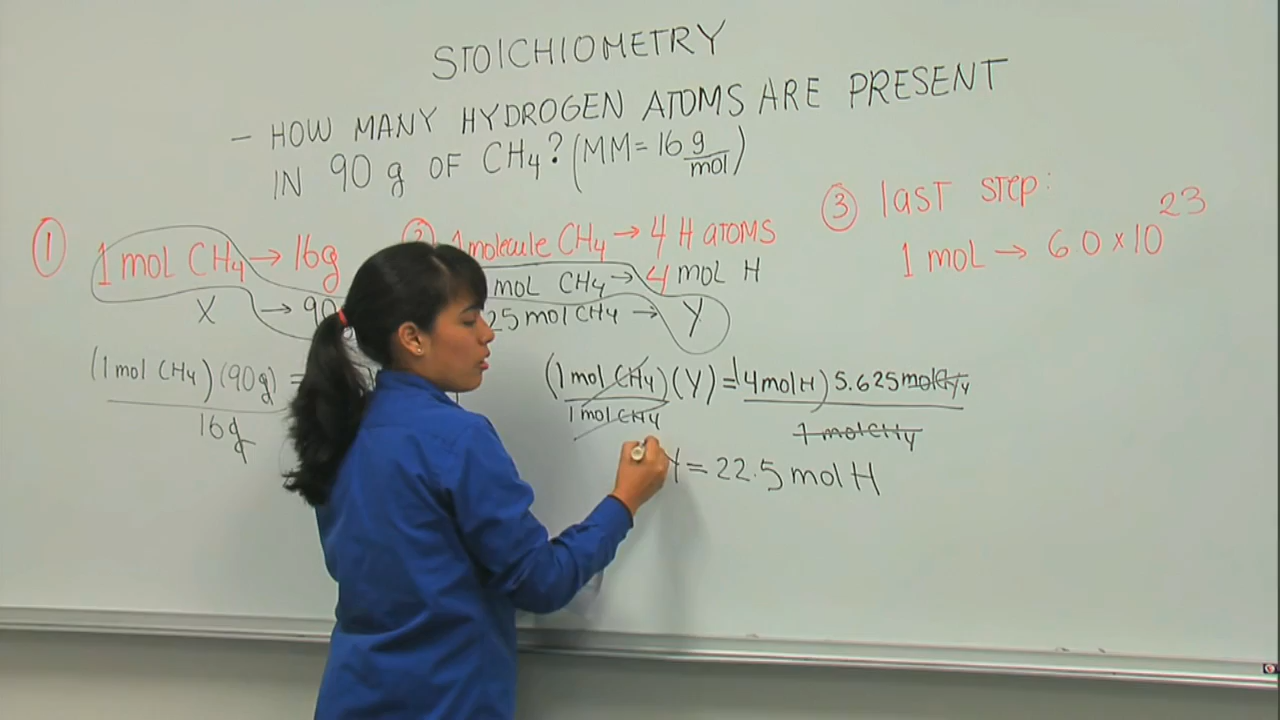 STOICHIOMETRY
- HOW MANY HYDROGEN ATOMS ARE PRESENT
IN 90 g OF CH4? (MM= 16 g/mol)
① 1 mol CH4 → 16g
X → 90
(1 mol CH4) (90g) =
16g
1 molecule CH4 → 4 H ATOMS
mol CH4 → 4 mol H
25 mol CH4 → Y
(1 mol CH4) (Y) = (4 mol H) 5.625 mol CH4
1 mol CH4 1 mol CH4
Y = 22.5 mol H
③ last step:
1 mol → 6 0 x 10^23